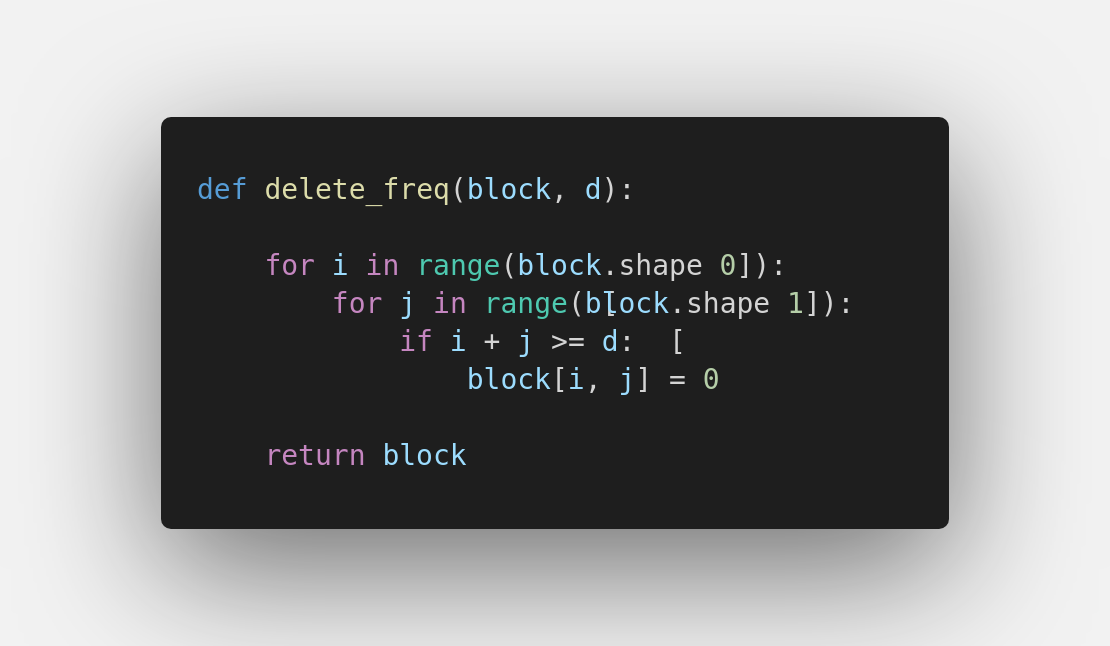 def delete_freq(block, d):
    for i in range(block.shape 0]):
        for j in range(block.shape 1]):
            if i + j >= d:  [
                block[i, j] = 0
    return block